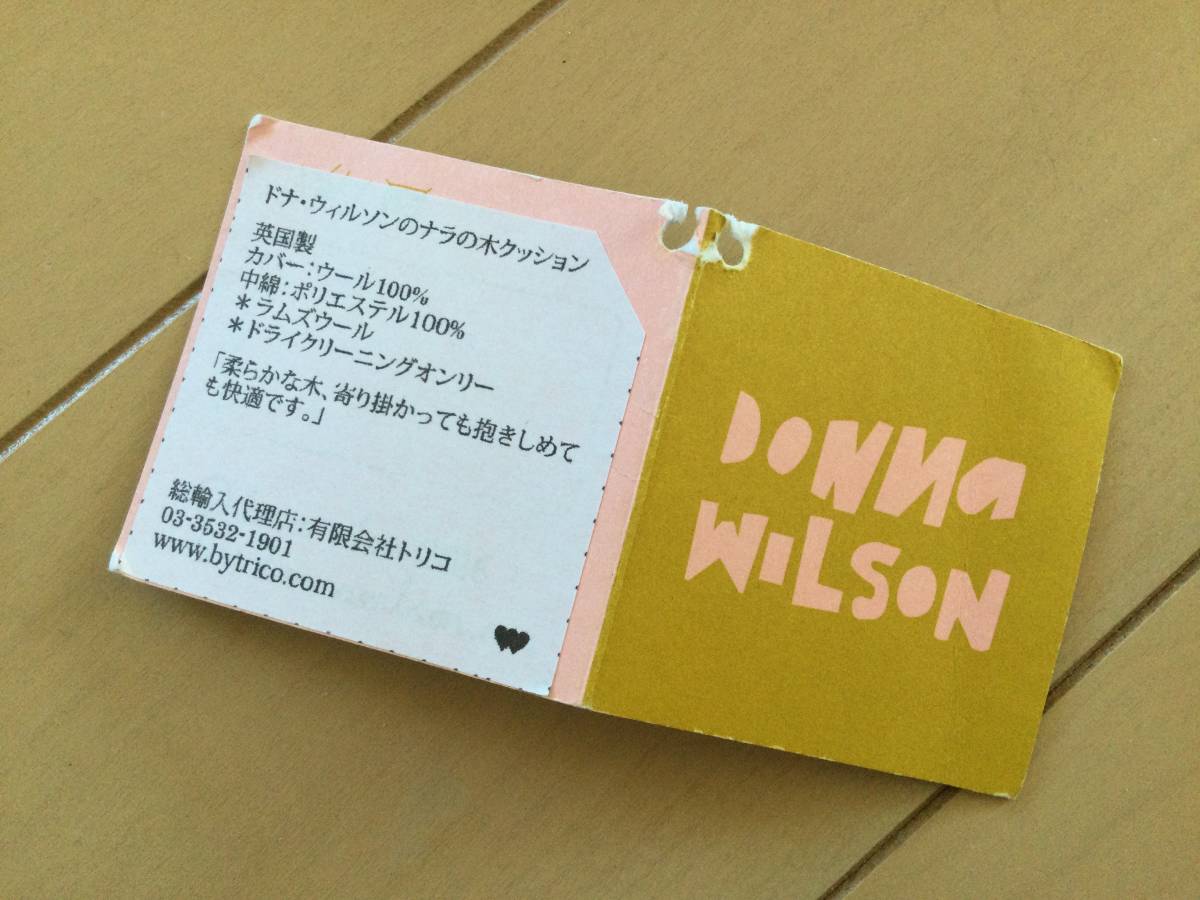 ドナ・ウィルソンのナラの木クッション
英国製
カバー：ウール100%
中綿：ポリエステル100%
＊ラムズウール
＊ドライクリーニングオンリー
「柔らかな木、寄り掛かっても抱きしめて
も快適です。」
総輸入代理店：有限会社トリコ
03-3532-1901
www.bytrico.com
DONNA
WILSON